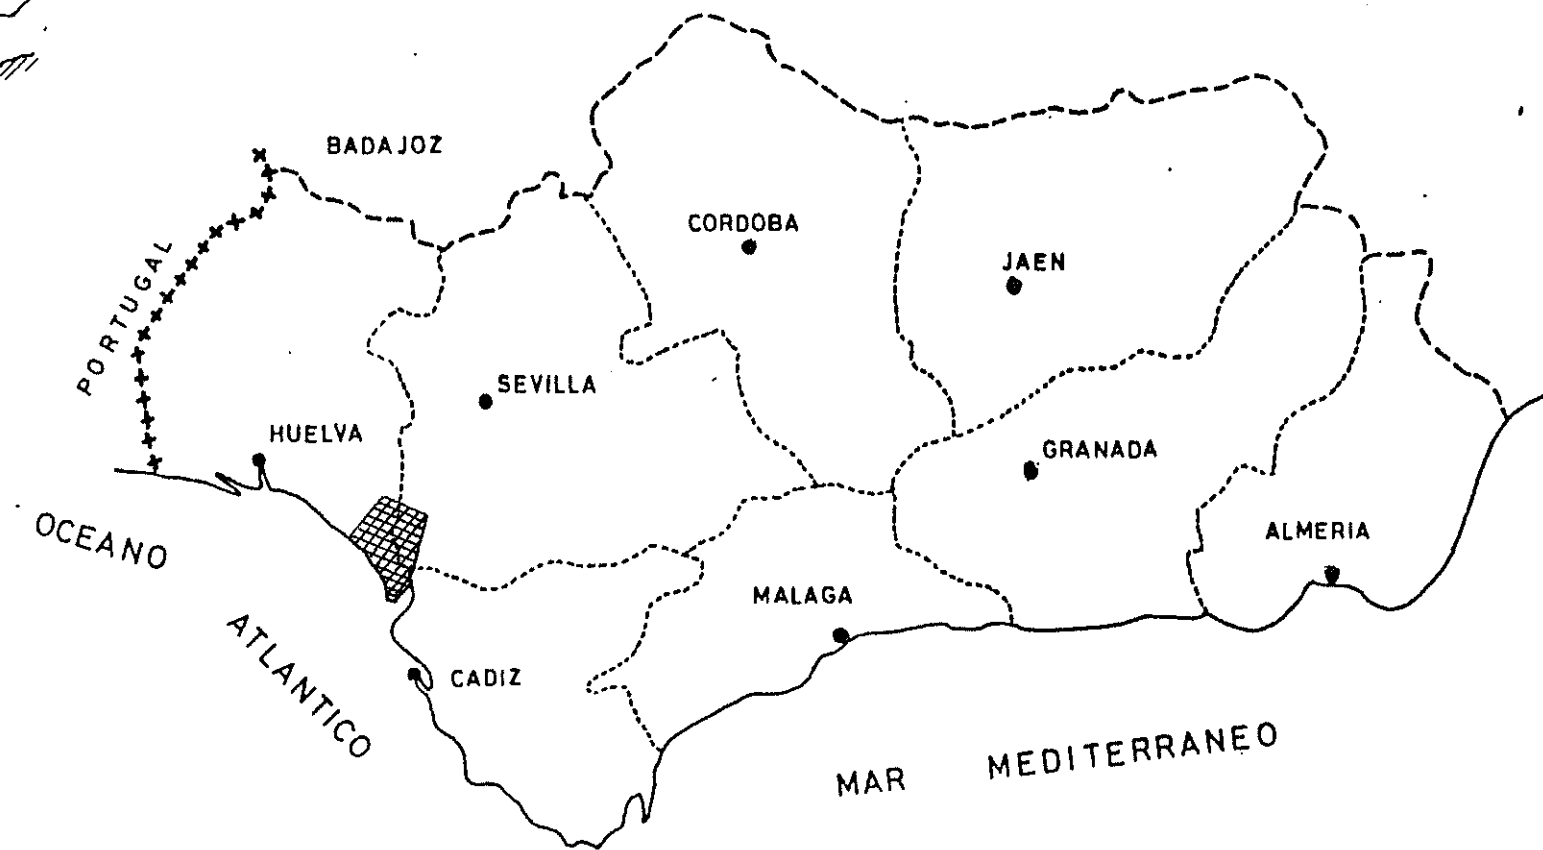 BADAJOZ
CORDOBA
PORTUGAL
JAEN
SEVILLA
HUELVA
GRANADA
OCEANO
ATLANTICO
ALMERIA
MALAGA
CADIZ
MAR MEDITERRANEO